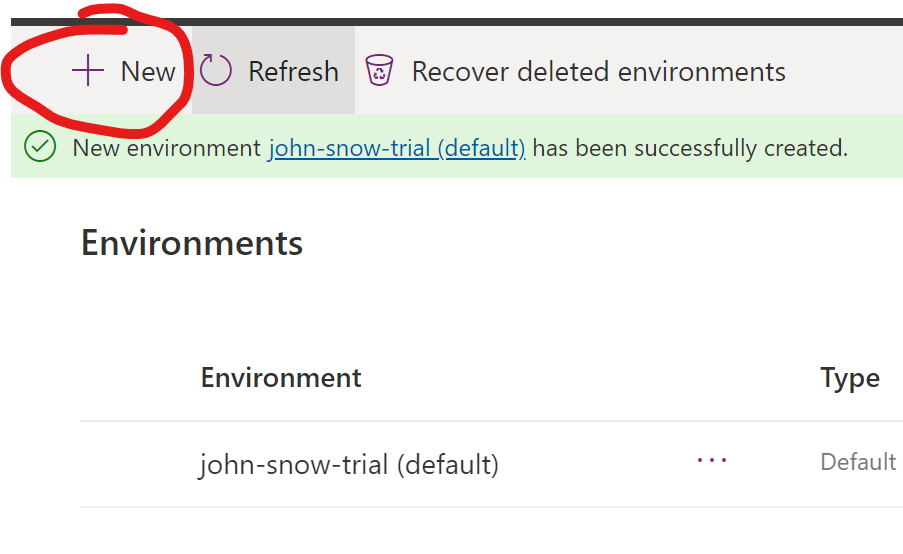 New Refresh Recover deleted environments
New environment john-snow-trial (default) has been successfully created.
Environments
Environment Type
john-snow-trial (default) ... Default